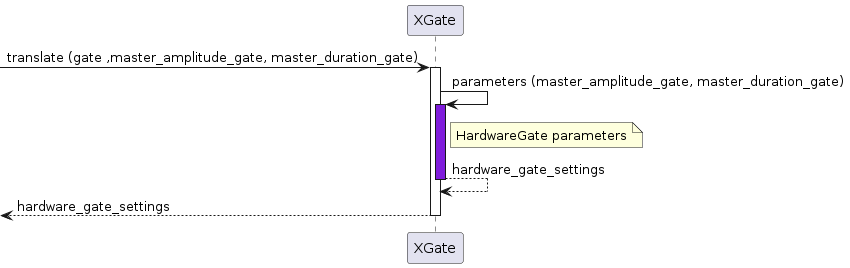 XGate
translate (gate ,master_amplitude_gate, master_duration_gate)
parameters (master_amplitude_gate, master_duration_gate)
HardwareGate parameters
hardware_gate_settings
hardware_gate_settings
XGate